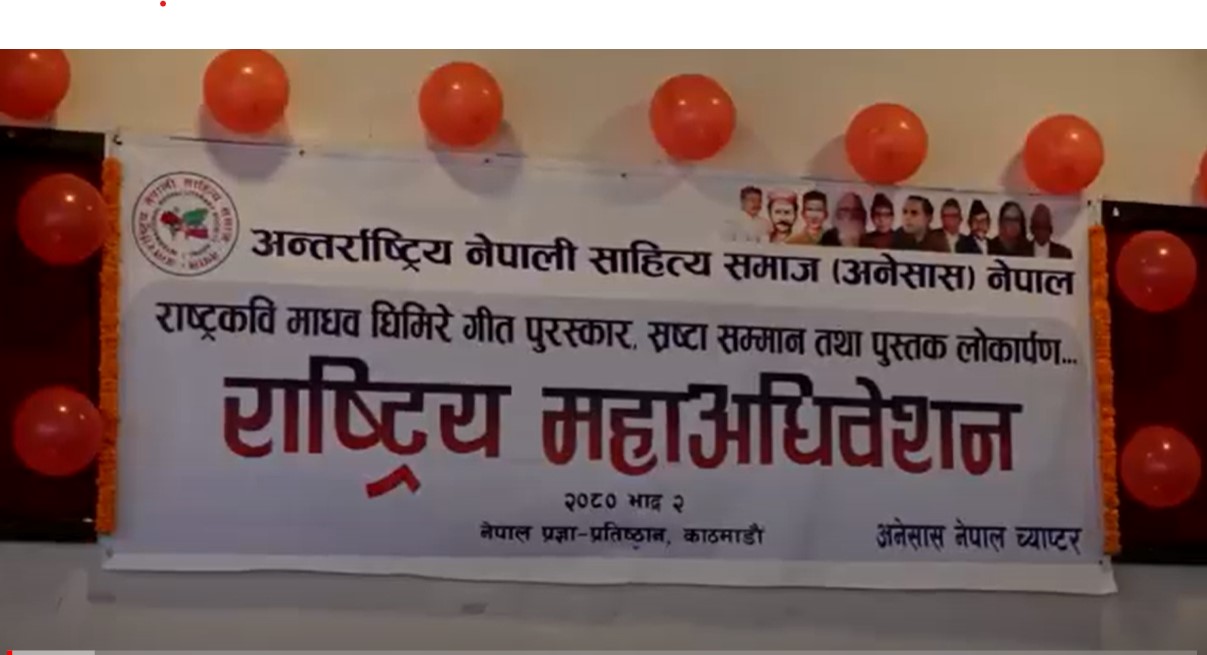 अन्तर्राष्ट्रिय नेपाली साहित्य समाज (अनेसास) नेपाल
राष्ट्रकवि माधव घिमिरे गीत पुरस्कार, स्रष्टा सम्मान तथा पुस्तक लोकार्पण...
राष्ट्रिय महाअधिवेशन
२०८० भाद्र २
नेपाल प्रज्ञा-प्रतिष्ठान, काठमाडौ
अनेसास नेपाल च्याप्टर